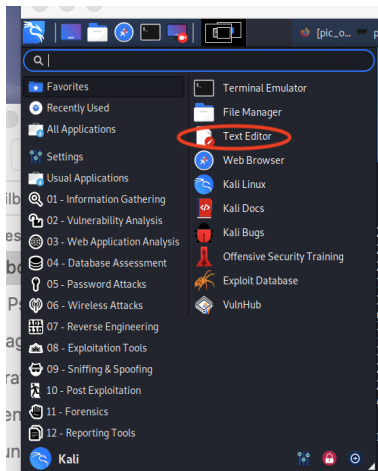 [pic_o...
Favorites
Recently Used
All Applications
Settings
Usual Applications
01 - Information Gathering
02 - Vulnerability Analysis
03 - Web Application Analysis
04 - Database Assessment
05 - Password Attacks
06 - Wireless Attacks
07 - Reverse Engineering
08 - Exploitation Tools
09 - Sniffing & Spoofing
10 - Post Exploitation
11 - Forensics
12 - Reporting Tools
Terminal Emulator
File Manager
Text Editor
Web Browser
Kali Linux
Kali Docs
Kali Bugs
Offensive Security Training
Exploit Database
VulnHub
Kali